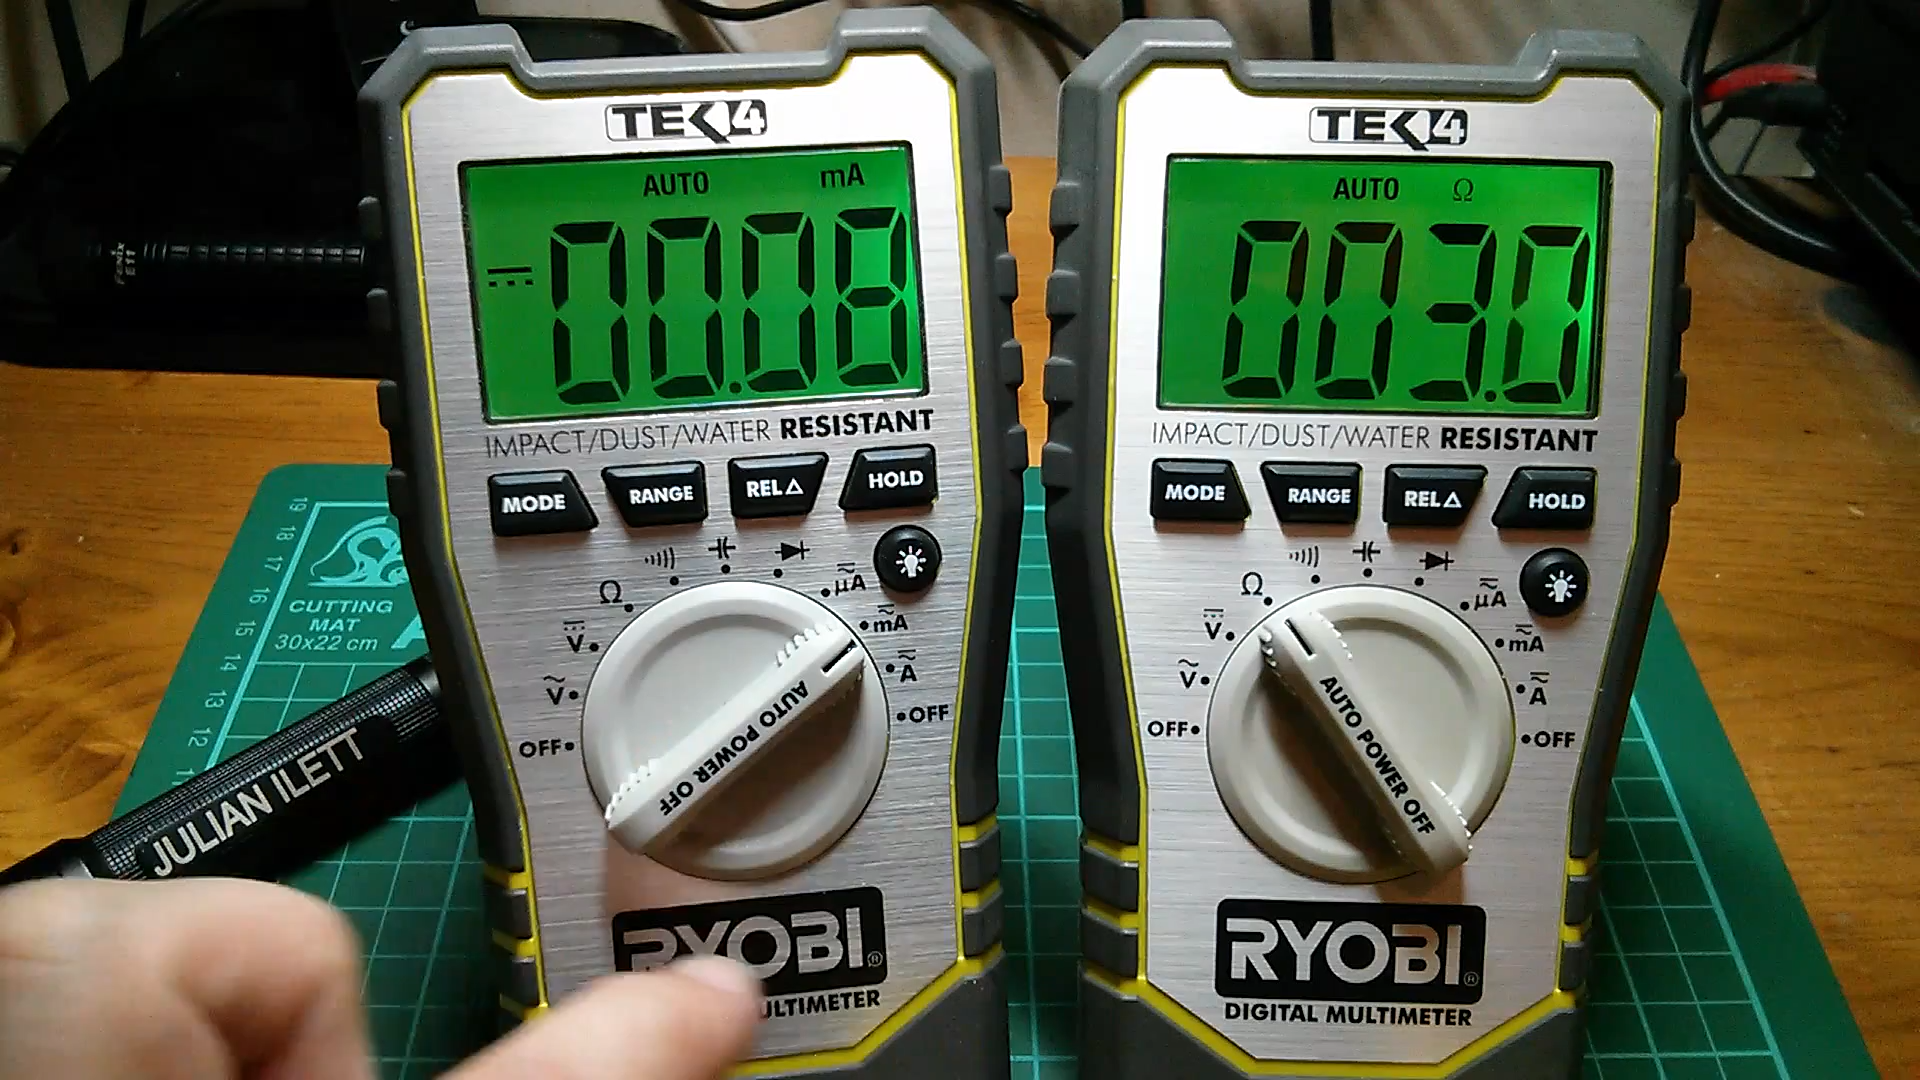 TEK4
AUTO mA
00.08
IMPACT/DUST/WATER RESISTANT
MODE RANGE REL△ HOLD
Ω
µA
mA
A
V
V
OFF
OFF
AUTO POWER OFF
RYOBI®
ULTIMETER
TEK4
AUTO Ω
003.0
IMPACT/DUST/WATER RESISTANT
MODE RANGE REL△ HOLD
Ω
µA
mA
A
V
V
OFF
OFF
AUTO POWER OFF
RYOBI®
DIGITAL MULTIMETER
Fenix
E11
19
18
17
16
15
14
13
12
CUTTING
MAT
30x22 cm
JULIAN ILETT